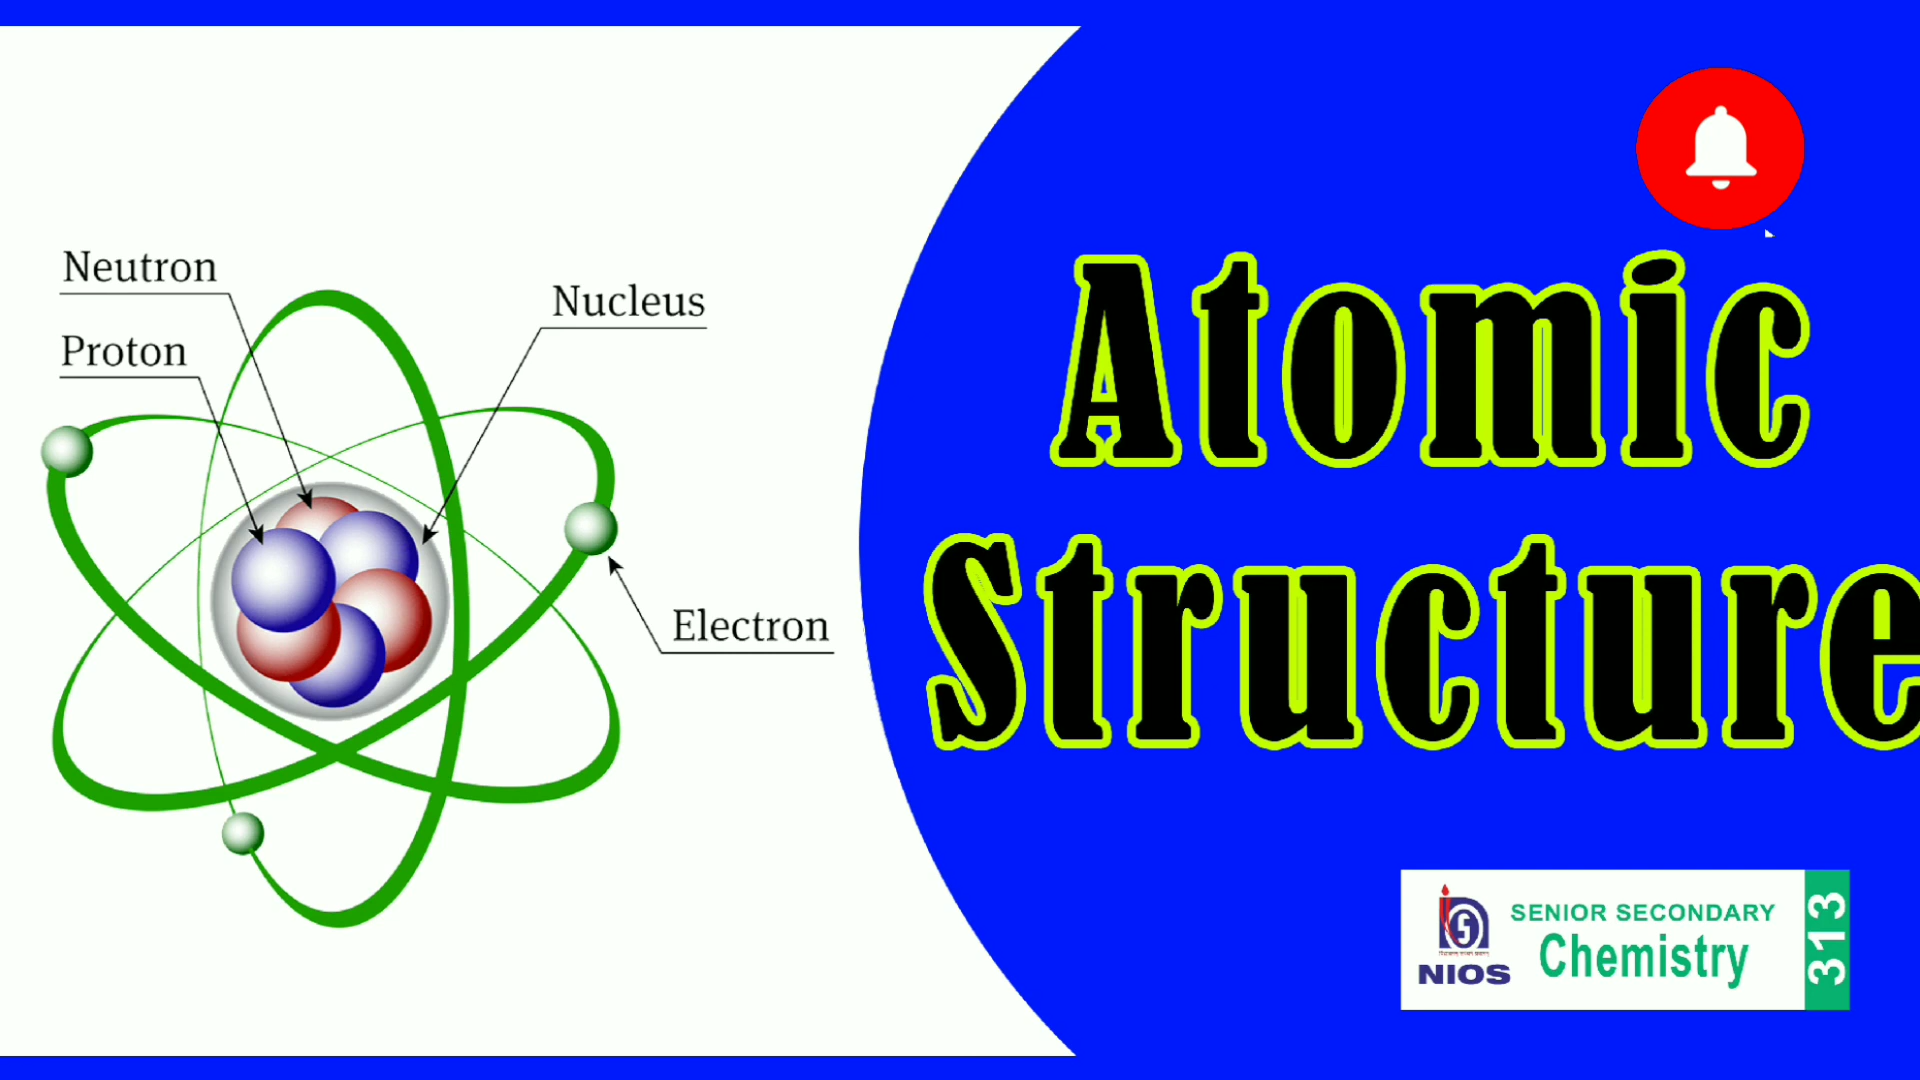 Neutron
Proton
Nucleus
Electron
Atomic
Structure
NIOS
SENIOR SECONDARY
Chemistry
313